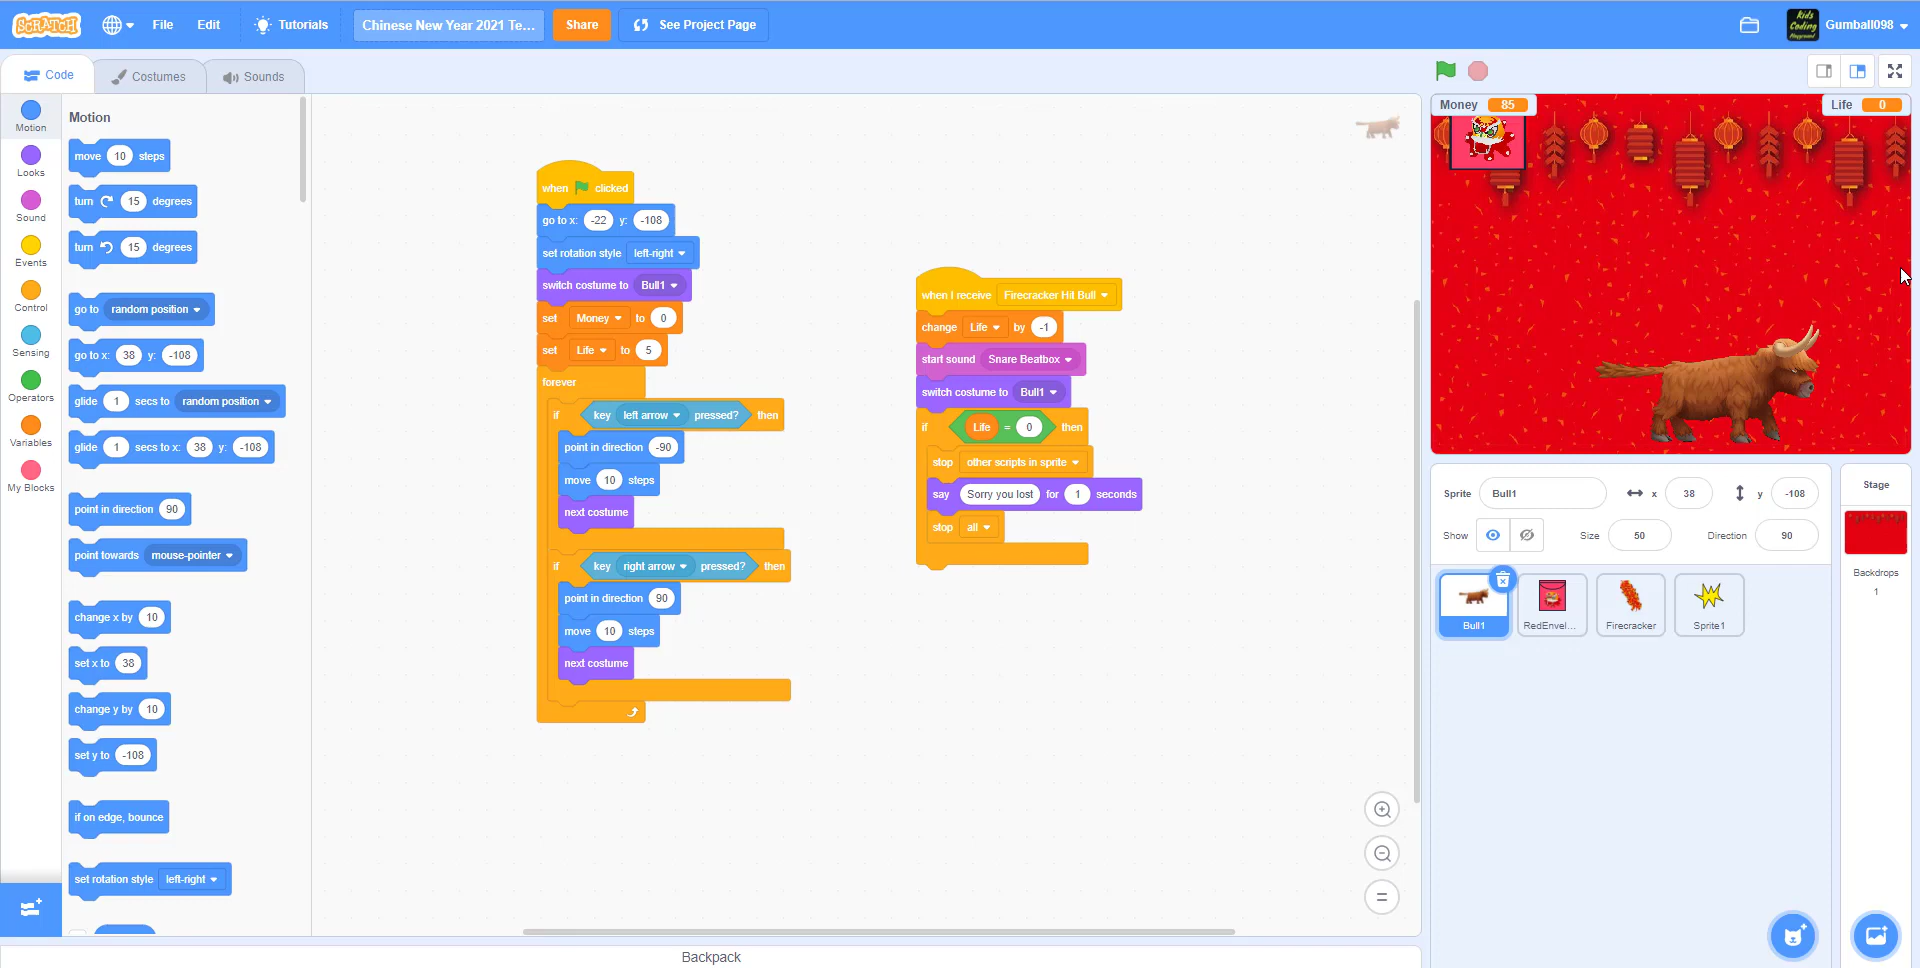 SCRATCH
File
Edit
Tutorials
Chinese New Year 2021 Te...
Share
See Project Page
Kids Coding Playground
Gumball098
Code
Costumes
Sounds
Motion
Looks
Sound
Events
Control
Sensing
Operators
Variables
My Blocks
Motion
move 10 steps
turn 15 degrees
turn 15 degrees
go to random position
go to x: 38 y: -108
glide 1 secs to random position
glide 1 secs to x: 38 y: -108
point in direction 90
point towards mouse-pointer
change x by 10
set x to 38
change y by 10
set y to -108
if on edge, bounce
set rotation style left-right
when clicked
go to x: -22 y: -108
set rotation style left-right
switch costume to Bull1
set Money to 0
set Life to 5
forever
if key left arrow pressed? then
point in direction -90
move 10 steps
next costume
if key right arrow pressed? then
point in direction 90
move 10 steps
next costume
when I receive Firecracker Hit Bull
change Life by -1
start sound Snare Beatbox
switch costume to Bull1
if Life = 0 then
stop other scripts in sprite
say Sorry you lost for 1 seconds
stop all
Backpack
Money 85
Life 0
Sprite Bull1 x 38 y -108
Show Size 50 Direction 90
Bull1
RedEnvel...
Firecracker
Sprite1
Stage
Backdrops
1